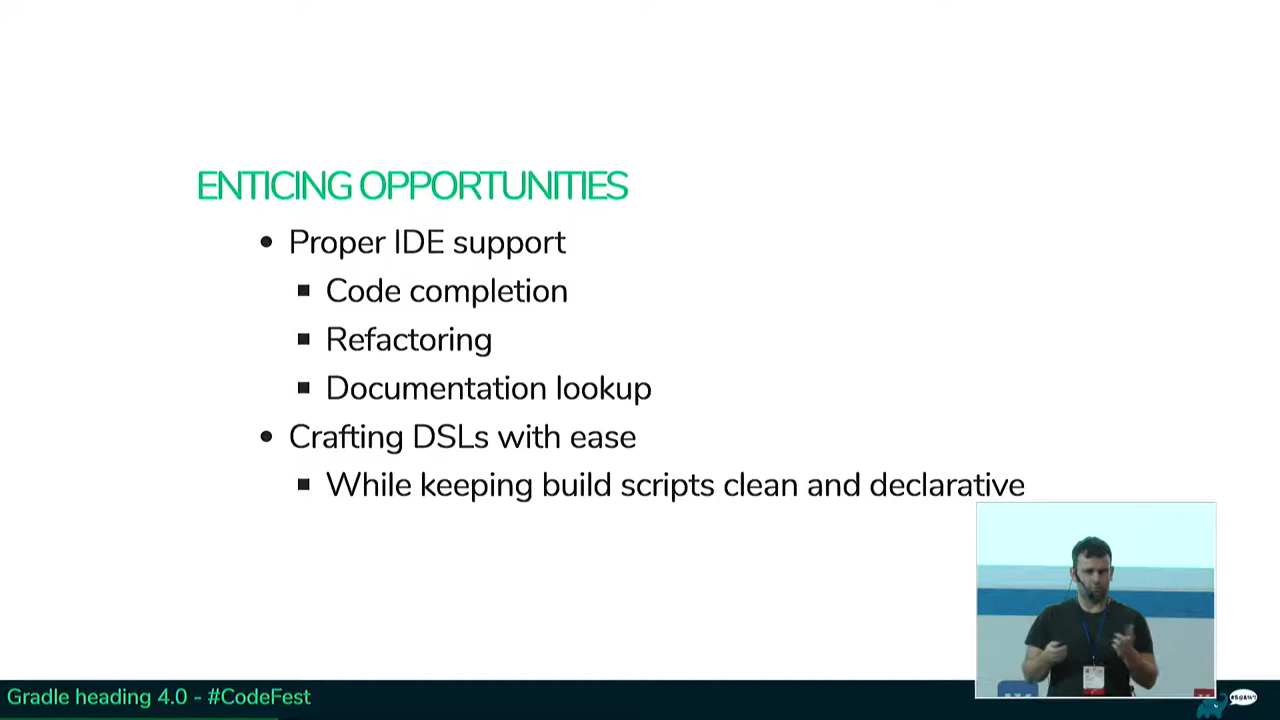 ENTICING OPPORTUNITIES
Proper IDE support
Code completion
Refactoring
Documentation lookup
Crafting DSLs with ease
While keeping build scripts clean and declarative
Gradle heading 4.0 - #CodeFest